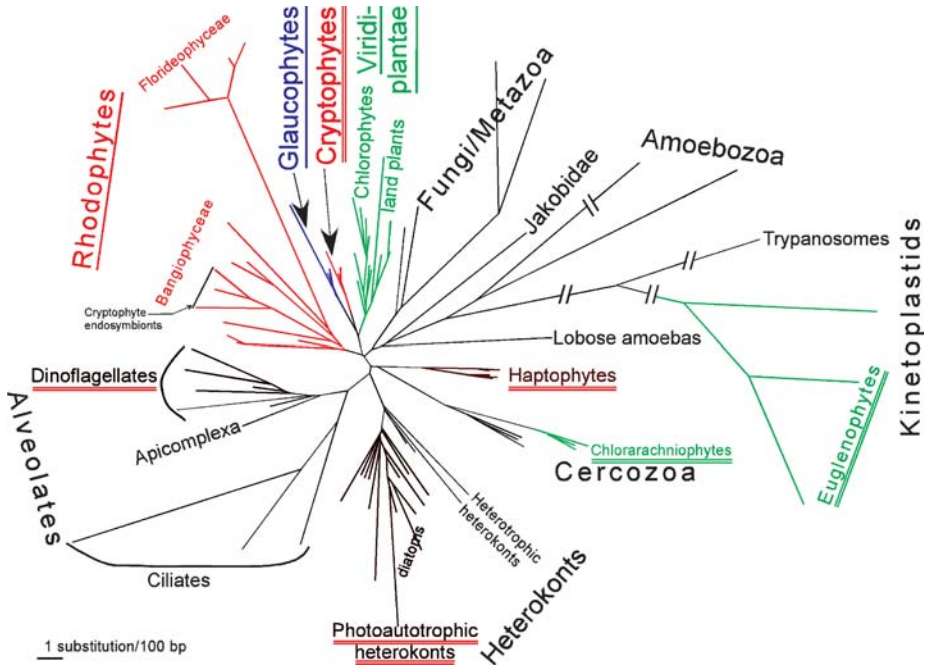 Florideophyceae
Rhodophytes
Glaucophytes
Cryptophytes
Viridi-
plantae
Chlorophytes
land plants
Fungi/Metazoa
Jakobidae
Amoebozoa
Trypanosomes
Bangiophyceae
Cryptophyte
endosymbionts
Lobose amoebas
Kinetoplastids
Euglenophytes
Dinoflagellates
Haptophytes
Alveolates
Apicomplexa
Chlorarachniophytes
Cercozoa
Heterotrophic
heterokonts
diatoms
Ciliates
Heterokonts
Photoautotrophic
heterokonts
1 substitution/100 bp